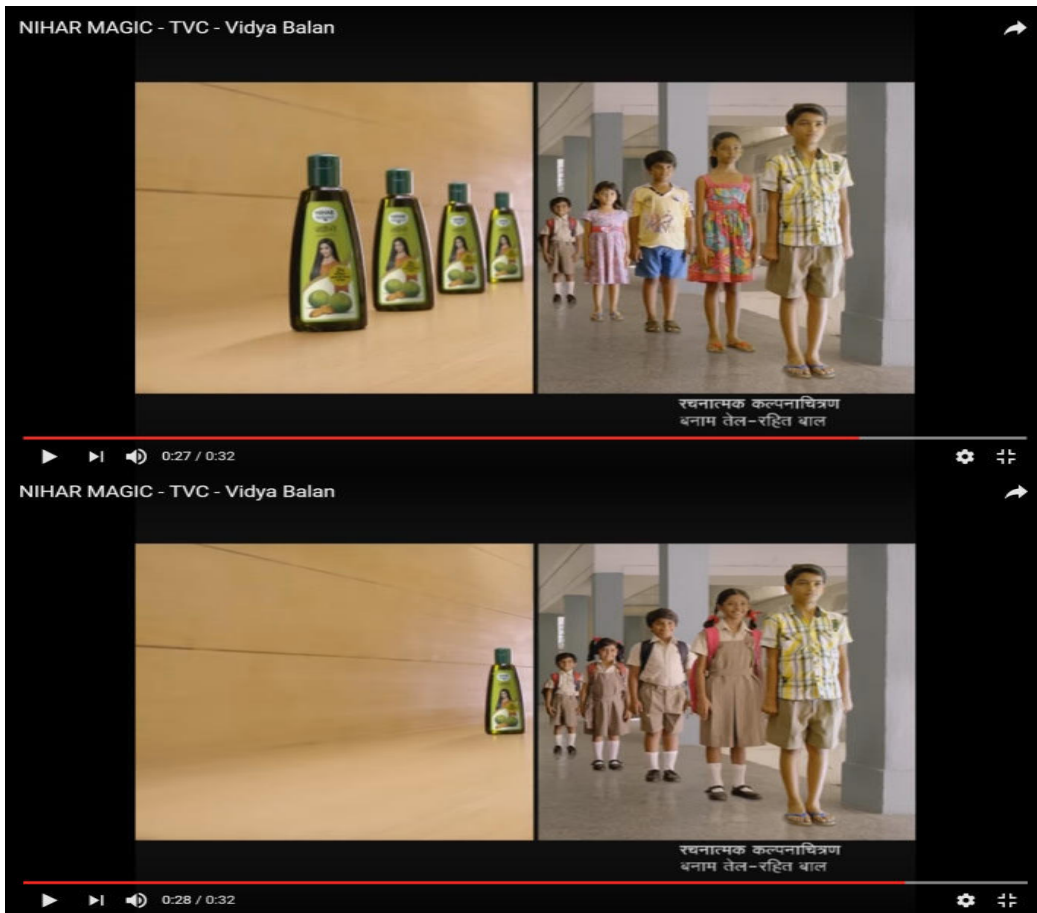 NIHAR MAGIC - TVC - Vidya Balan
रचनात्मक कल्पनाचित्रण
बनाम तेल-रहित बाल
0:27 / 0:32
NIHAR MAGIC - TVC - Vidya Balan
रचनात्मक कल्पनाचित्रण
बनाम तेल-रहित बाल
0:28 / 0:32